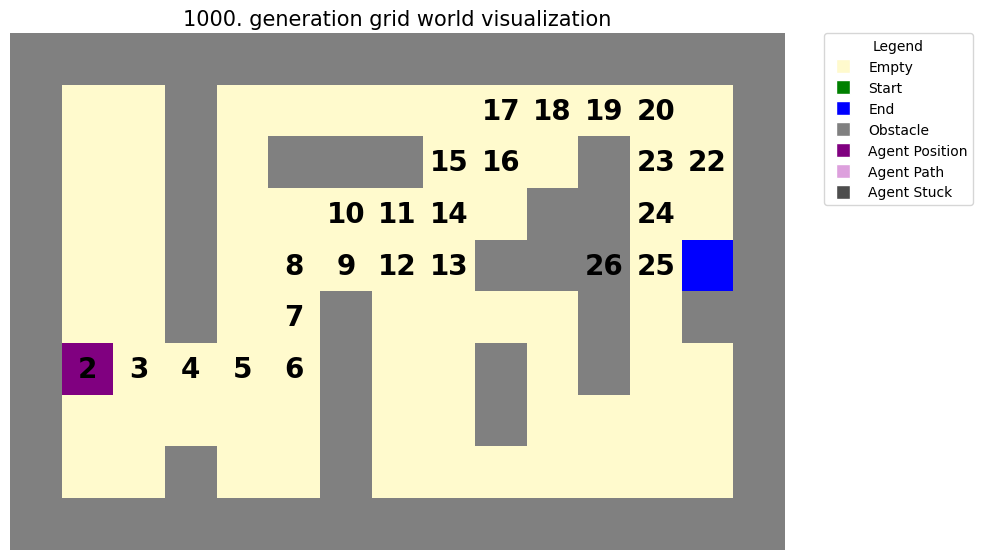 1000. generation grid world visualization
17 18 19 20
15 16 23 22
10 11 14 24
8 9 12 13 26 25
7
2 3 4 5 6
Legend
Empty
Start
End
Obstacle
Agent Position
Agent Path
Agent Stuck